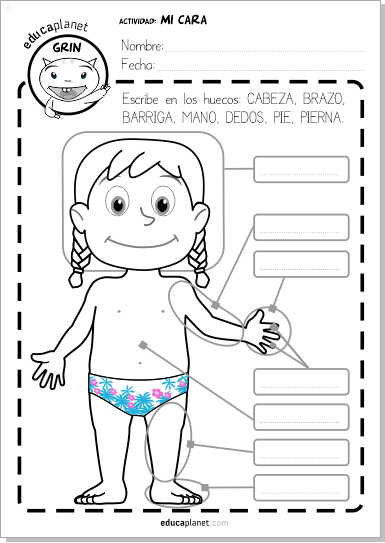 educaplanet
GRIN
ACTIVIDAD: MI CARA
Nombre:
Fecha:
Escribe en los huecos: CABEZA, BRAZO,
BARRIGA, MANO, DEDOS, PIE, PIERNA.
educaplanet.com